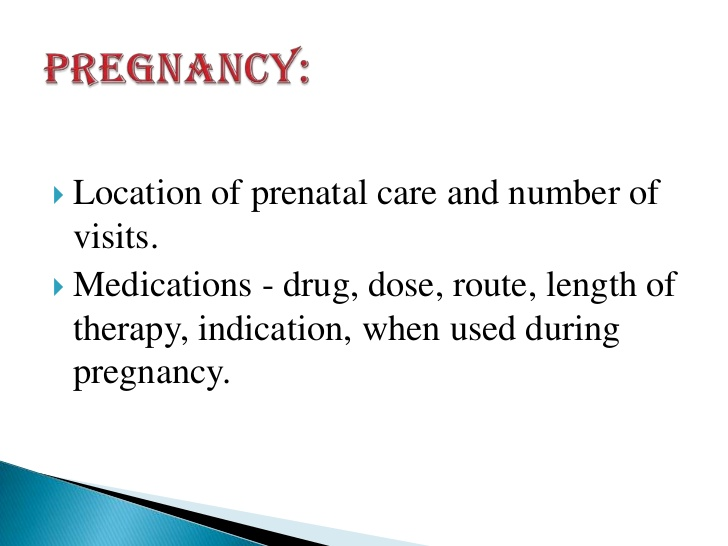 PREGNANCY:
Location of prenatal care and number of
visits.
Medications - drug, dose, route, length of
therapy, indication, when used during
pregnancy.